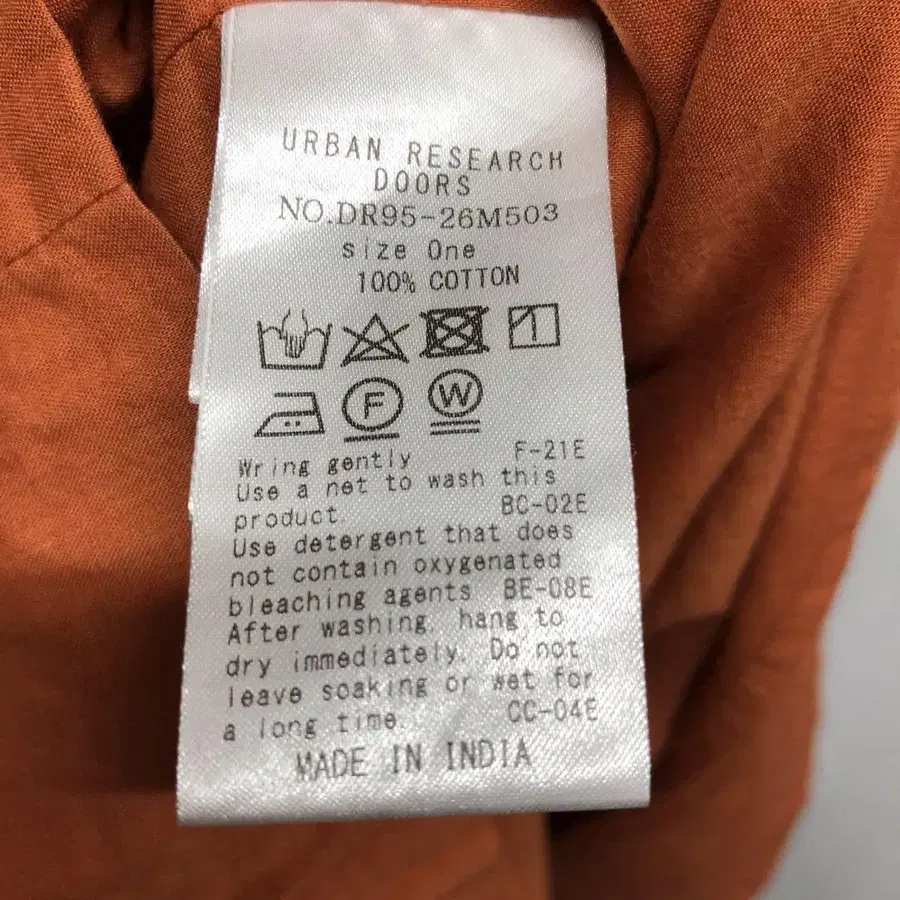 URBAN RESEARCH
DOORS
NO.DR95-26M503
size One
100% COTTON
F W
Wring gently F-21E
Use a net to wash this
product. BC-02E
Use detergent that does
not contain oxygenated
bleaching agents BE-08E
After washing, hang to
dry immediately. Do not
leave soaking or wet for
a long time. CC-04E
MADE IN INDIA